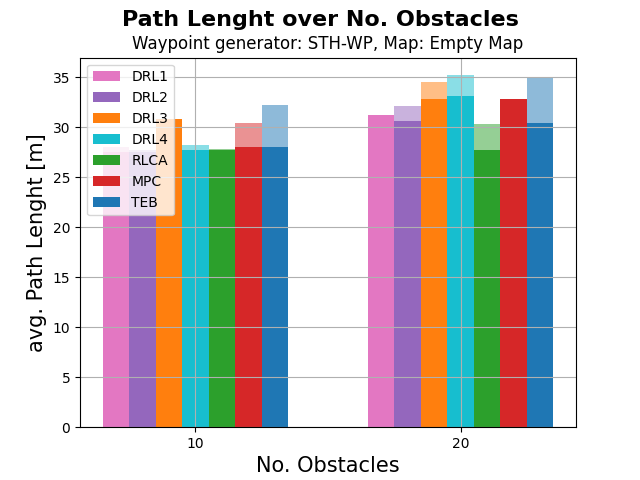 Path Lenght over No. Obstacles
Waypoint generator: STH-WP, Map: Empty Map
avg. Path Lenght [m]
35
30
25
20
15
10
5
0
DRL1
DRL2
DRL3
DRL4
RLCA
MPC
TEB
10
20
No. Obstacles